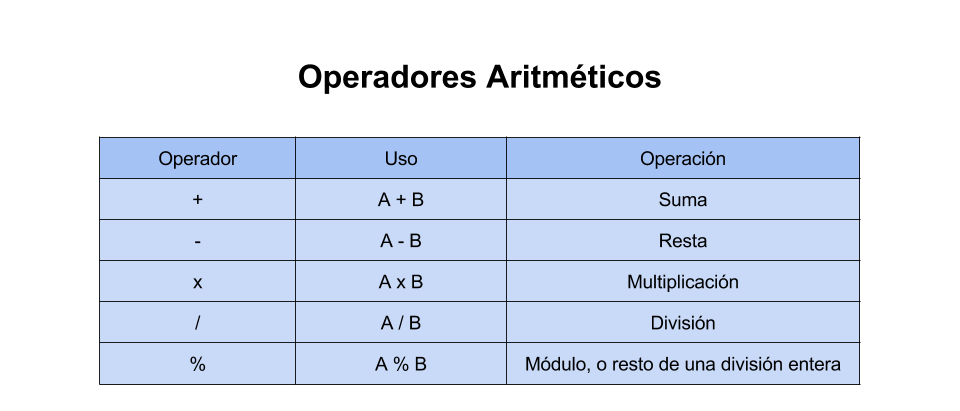 Operadores Aritméticos
Operador Uso Operación
+ A + B Suma
- A - B Resta
x A x B Multiplicación
/ A / B División
% A % B Módulo, o resto de una división entera